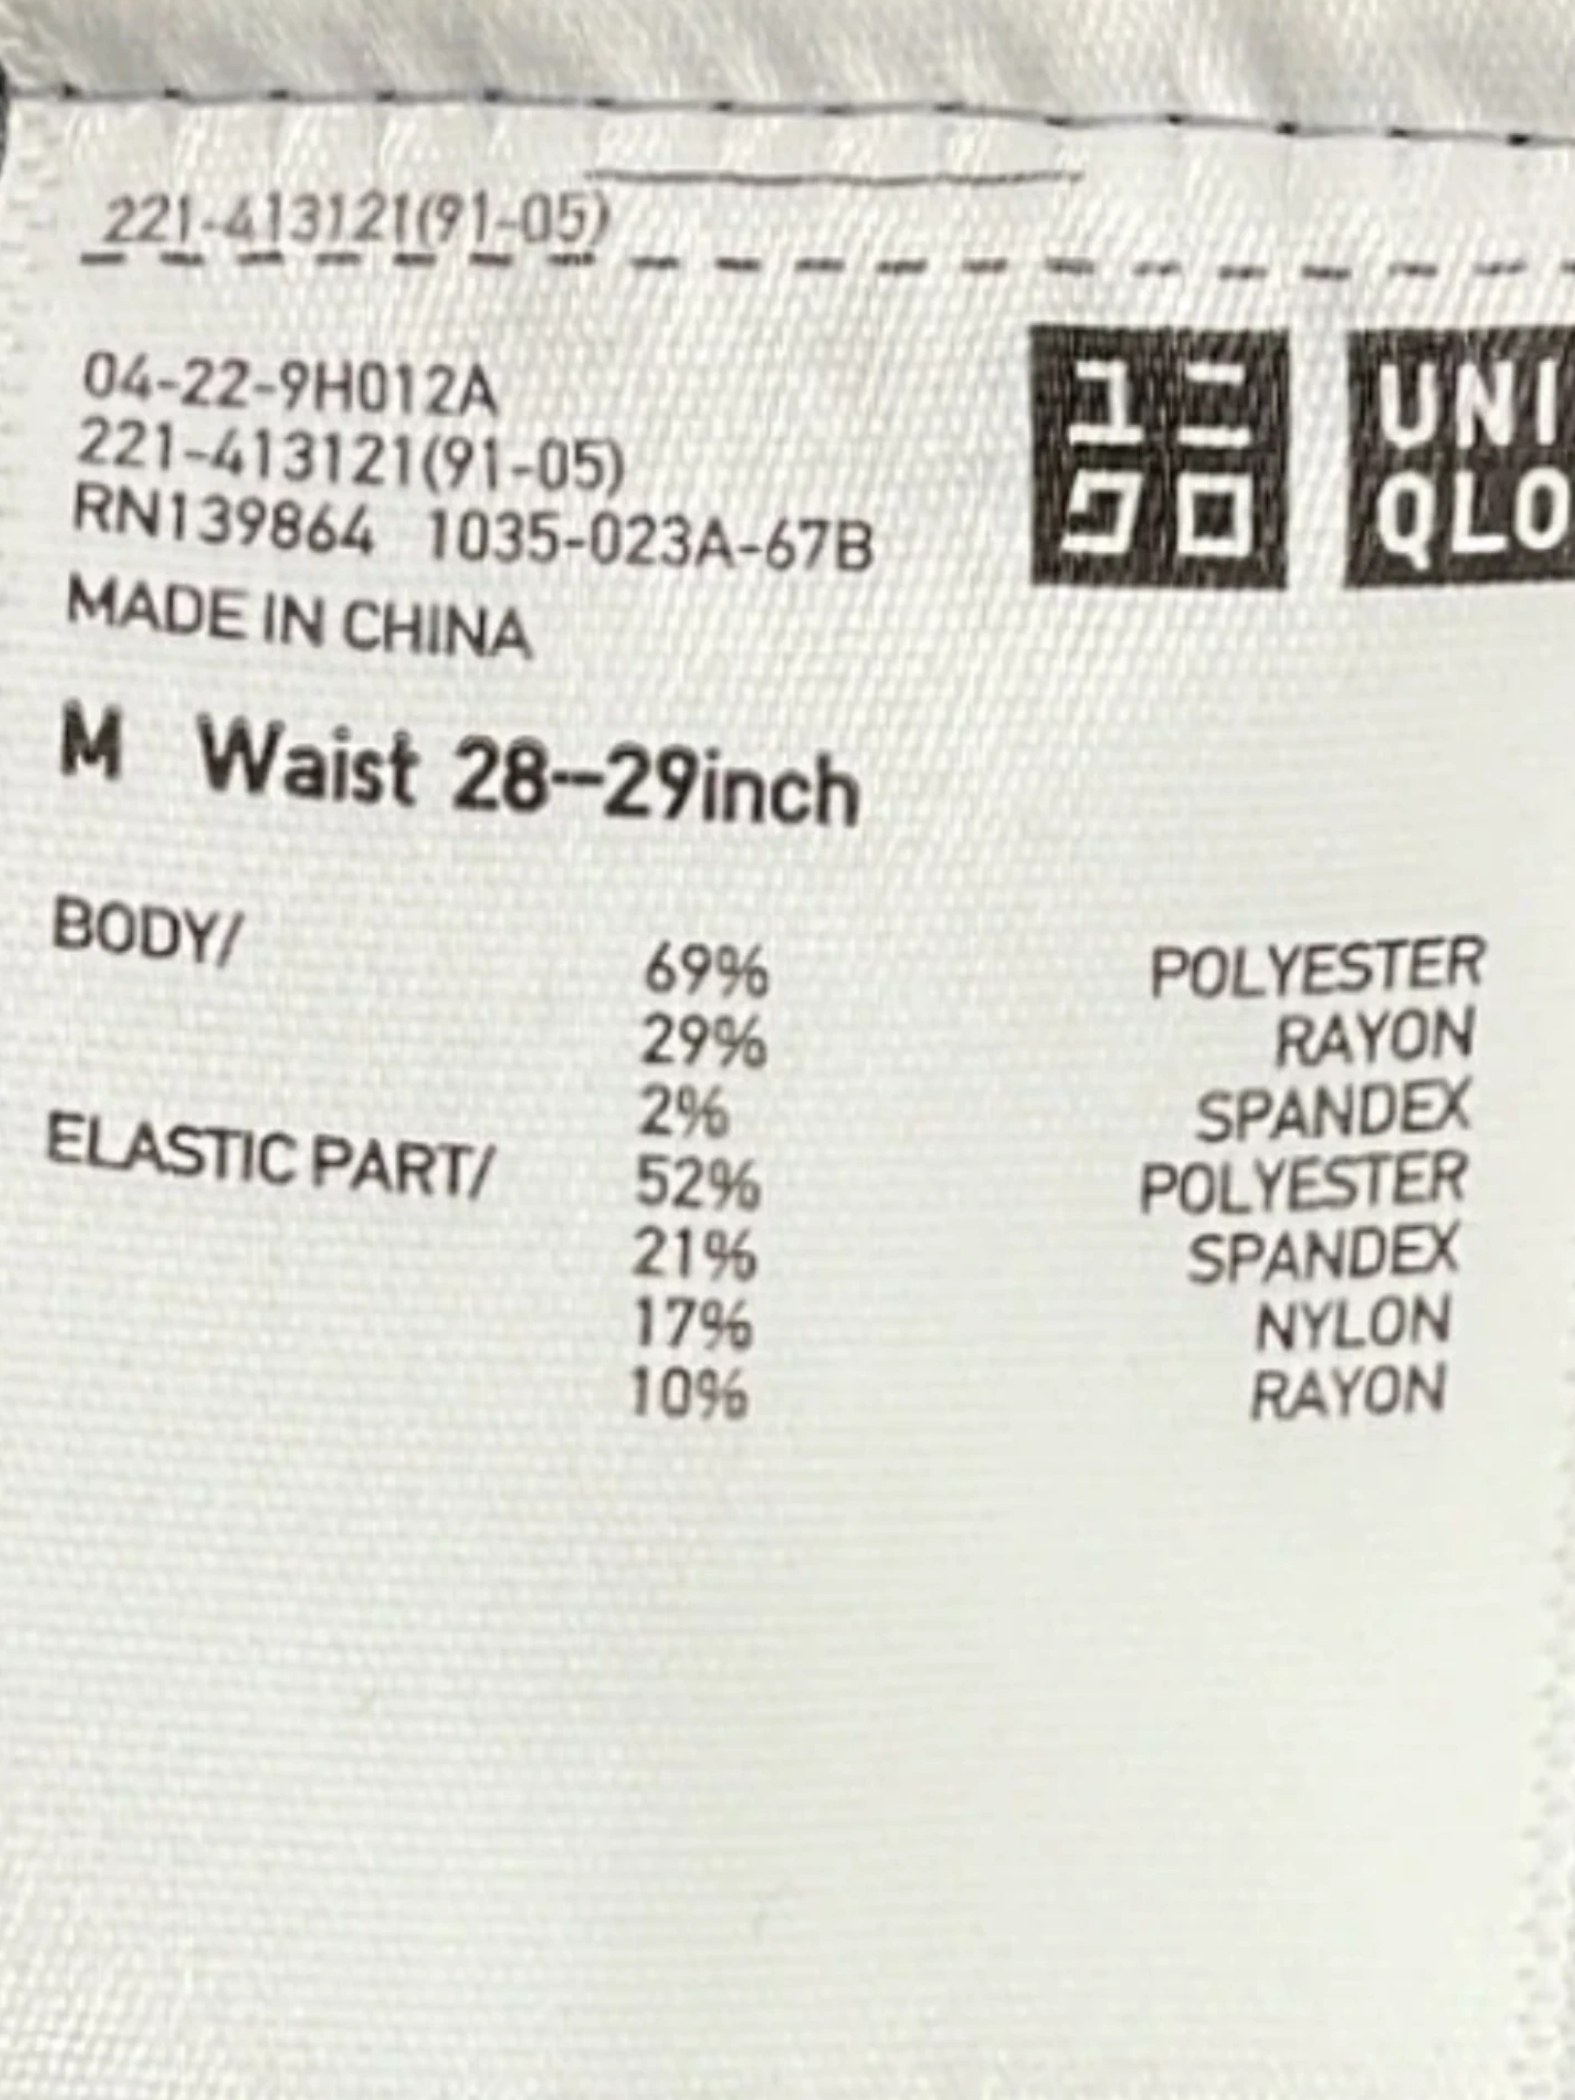 221-413121(91-05)
04-22-9H012A
221-413121(91-05)
RN139864 1035-023A-67B
MADE IN CHINA
ユニ
クロ
UNI
QLO
M Waist 28-29inch
BODY/
69% POLYESTER
29% RAYON
2% SPANDEX
ELASTIC PART/ 52% POLYESTER
21% SPANDEX
17% NYLON
10% RAYON